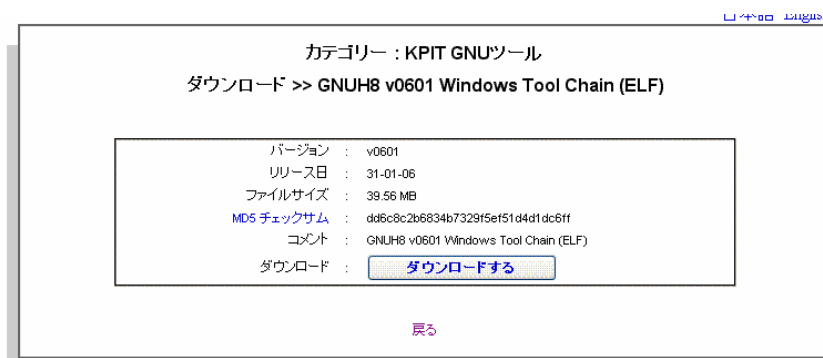 カテゴリー : KPIT GNUツール
ダウンロード >> GNUH8 v0601 Windows Tool Chain (ELF)
バージョン : v0601
リリース日 : 31-01-06
ファイルサイズ : 39.56 MB
MD5 チェックサム : dd6c8c2b6834b7329f5ef51d4d1dc6ff
コメント : GNUH8 v0601 Windows Tool Chain (ELF)
ダウンロード : ダウンロードする
戻る